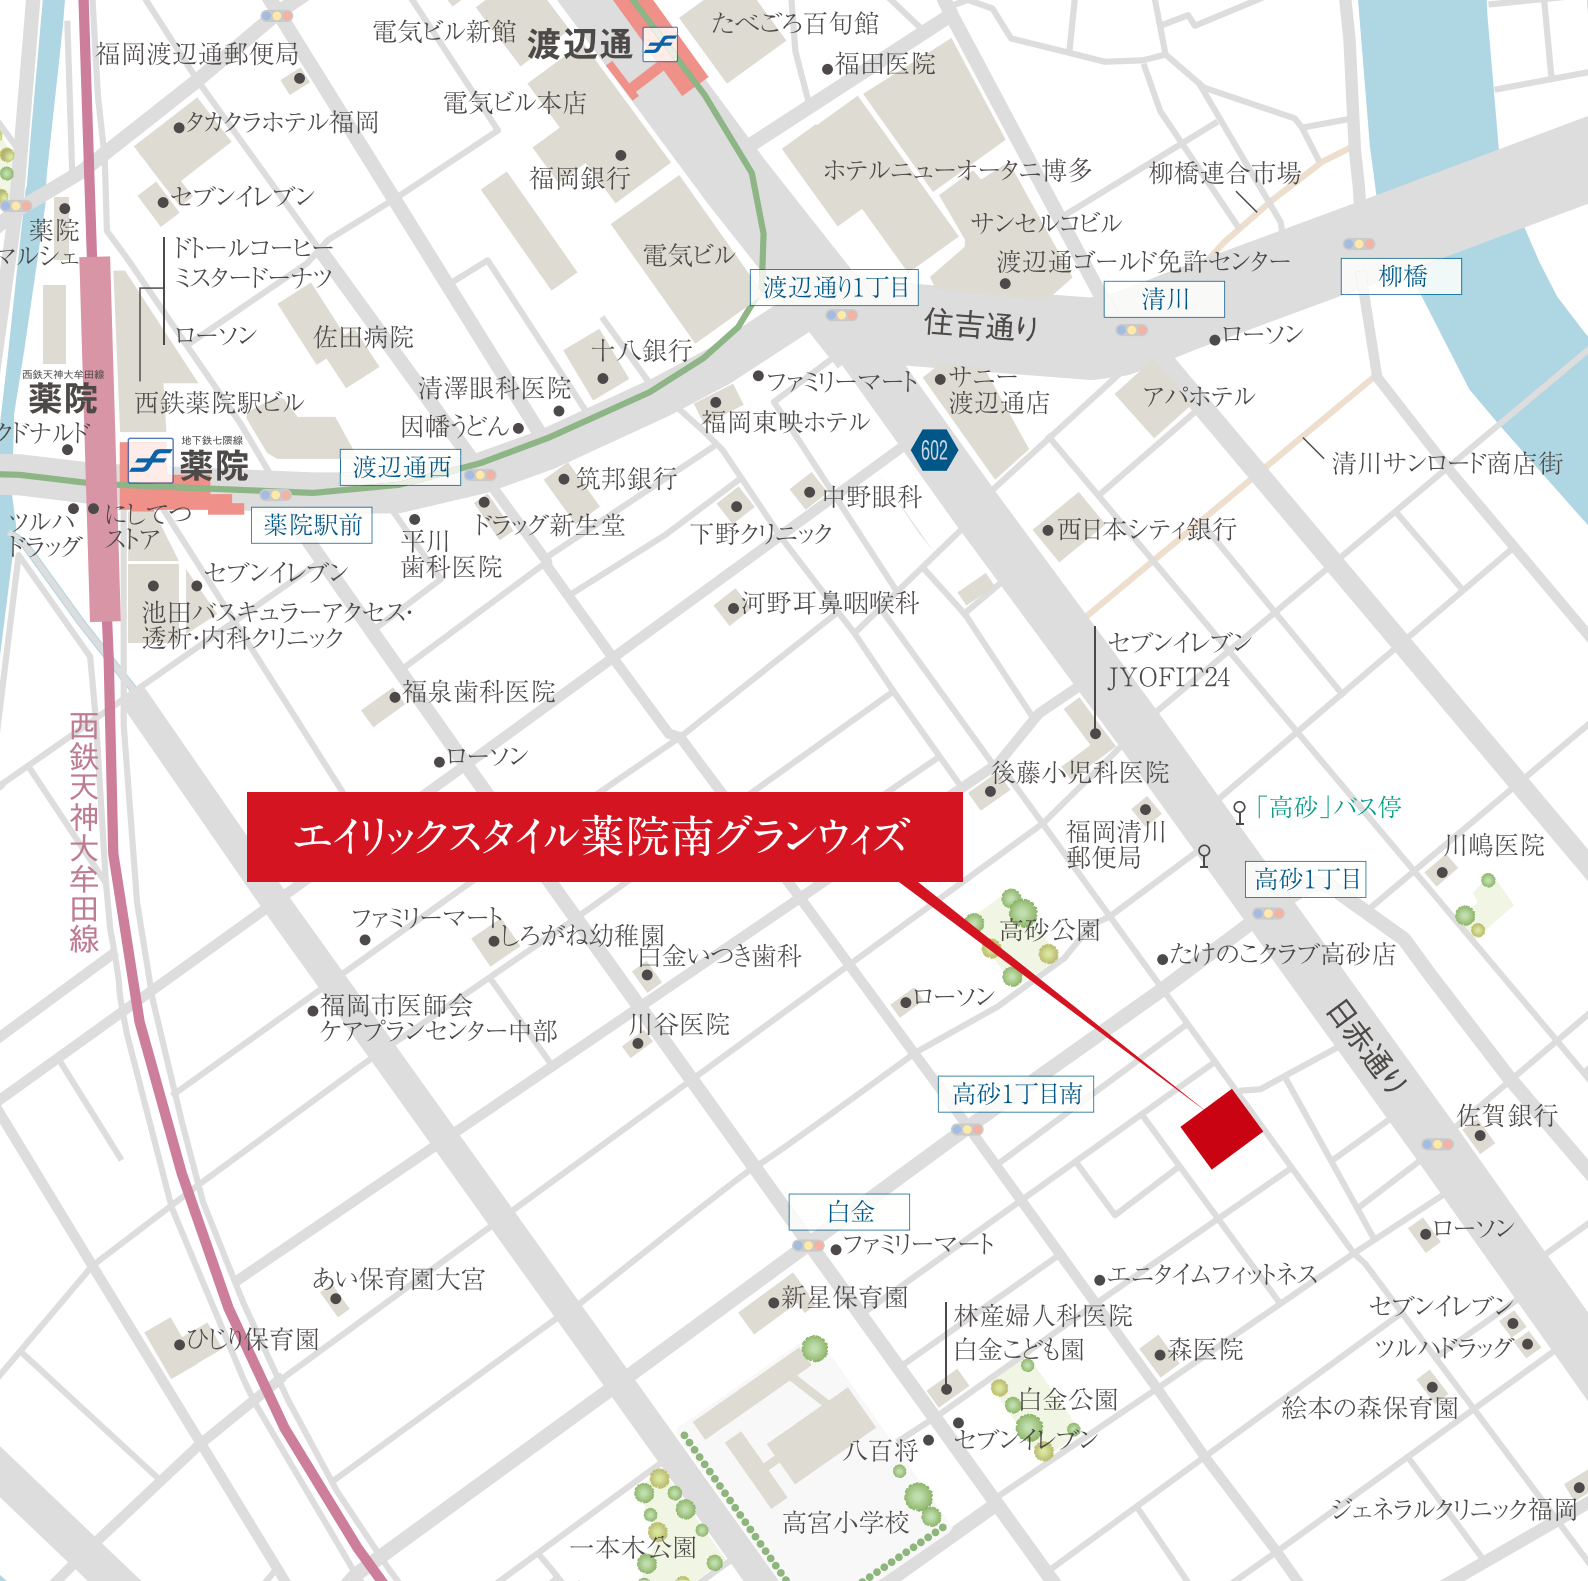 電気ビル新館
渡辺通
たべごろ百旬館
福岡渡辺通郵便局
福田医院
電気ビル本店
タカクラホテル福岡
福岡銀行
ホテルニューオータニ博多
柳橋連合市場
セブンイレブン
薬院
マルシェ
サンセルコビル
ドトールコーヒー
ミスタードーナツ
ローソン
電気ビル
渡辺通ゴールド免許センター
渡辺通り1丁目
清川
柳橋
住吉通り
ローソン
佐田病院
十八銀行
西鉄天神大牟田線
薬院
西鉄薬院駅ビル
清澤眼科医院
因幡うどん
ファミリーマート
サニー
渡辺通店
アパホテル
福岡東映ホテル
クドナルド
地下鉄七隈線
薬院
渡辺通西
602
清川サンロード商店街
筑邦銀行
中野眼科
薬院駅前
ツルハ
ドラッグ
にしてつ
ストア
平川
歯科医院
ドラッグ新生堂
下野クリニック
西日本シティ銀行
セブンイレブン
池田バスキュラーアクセス・
透析・内科クリニック
河野耳鼻咽喉科
セブンイレブン
JYOFIT24
福泉歯科医院
西鉄天神大牟田線
ローソン
後藤小児科医院
「高砂」バス停
エイリックスタイル薬院南グランウィズ
福岡清川
郵便局
川嶋医院
高砂1丁目
ファミリーマート
しろがね幼稚園
白金いつき歯科
高砂公園
たけのこクラブ高砂店
ローソン
福岡市医師会
ケアプランセンター中部
川谷医院
日赤通り
高砂1丁目南
佐賀銀行
白金
ファミリーマート
ローソン
あい保育園大宮
エニタイムフィットネス
新星保育園
林産婦人科医院
白金こども園
セブンイレブン
ツルハドラッグ
ひじり保育園
森医院
白金公園
絵本の森保育園
八百将
セブンイレブン
高宮小学校
ジェネラルクリニック福岡
一本木公園